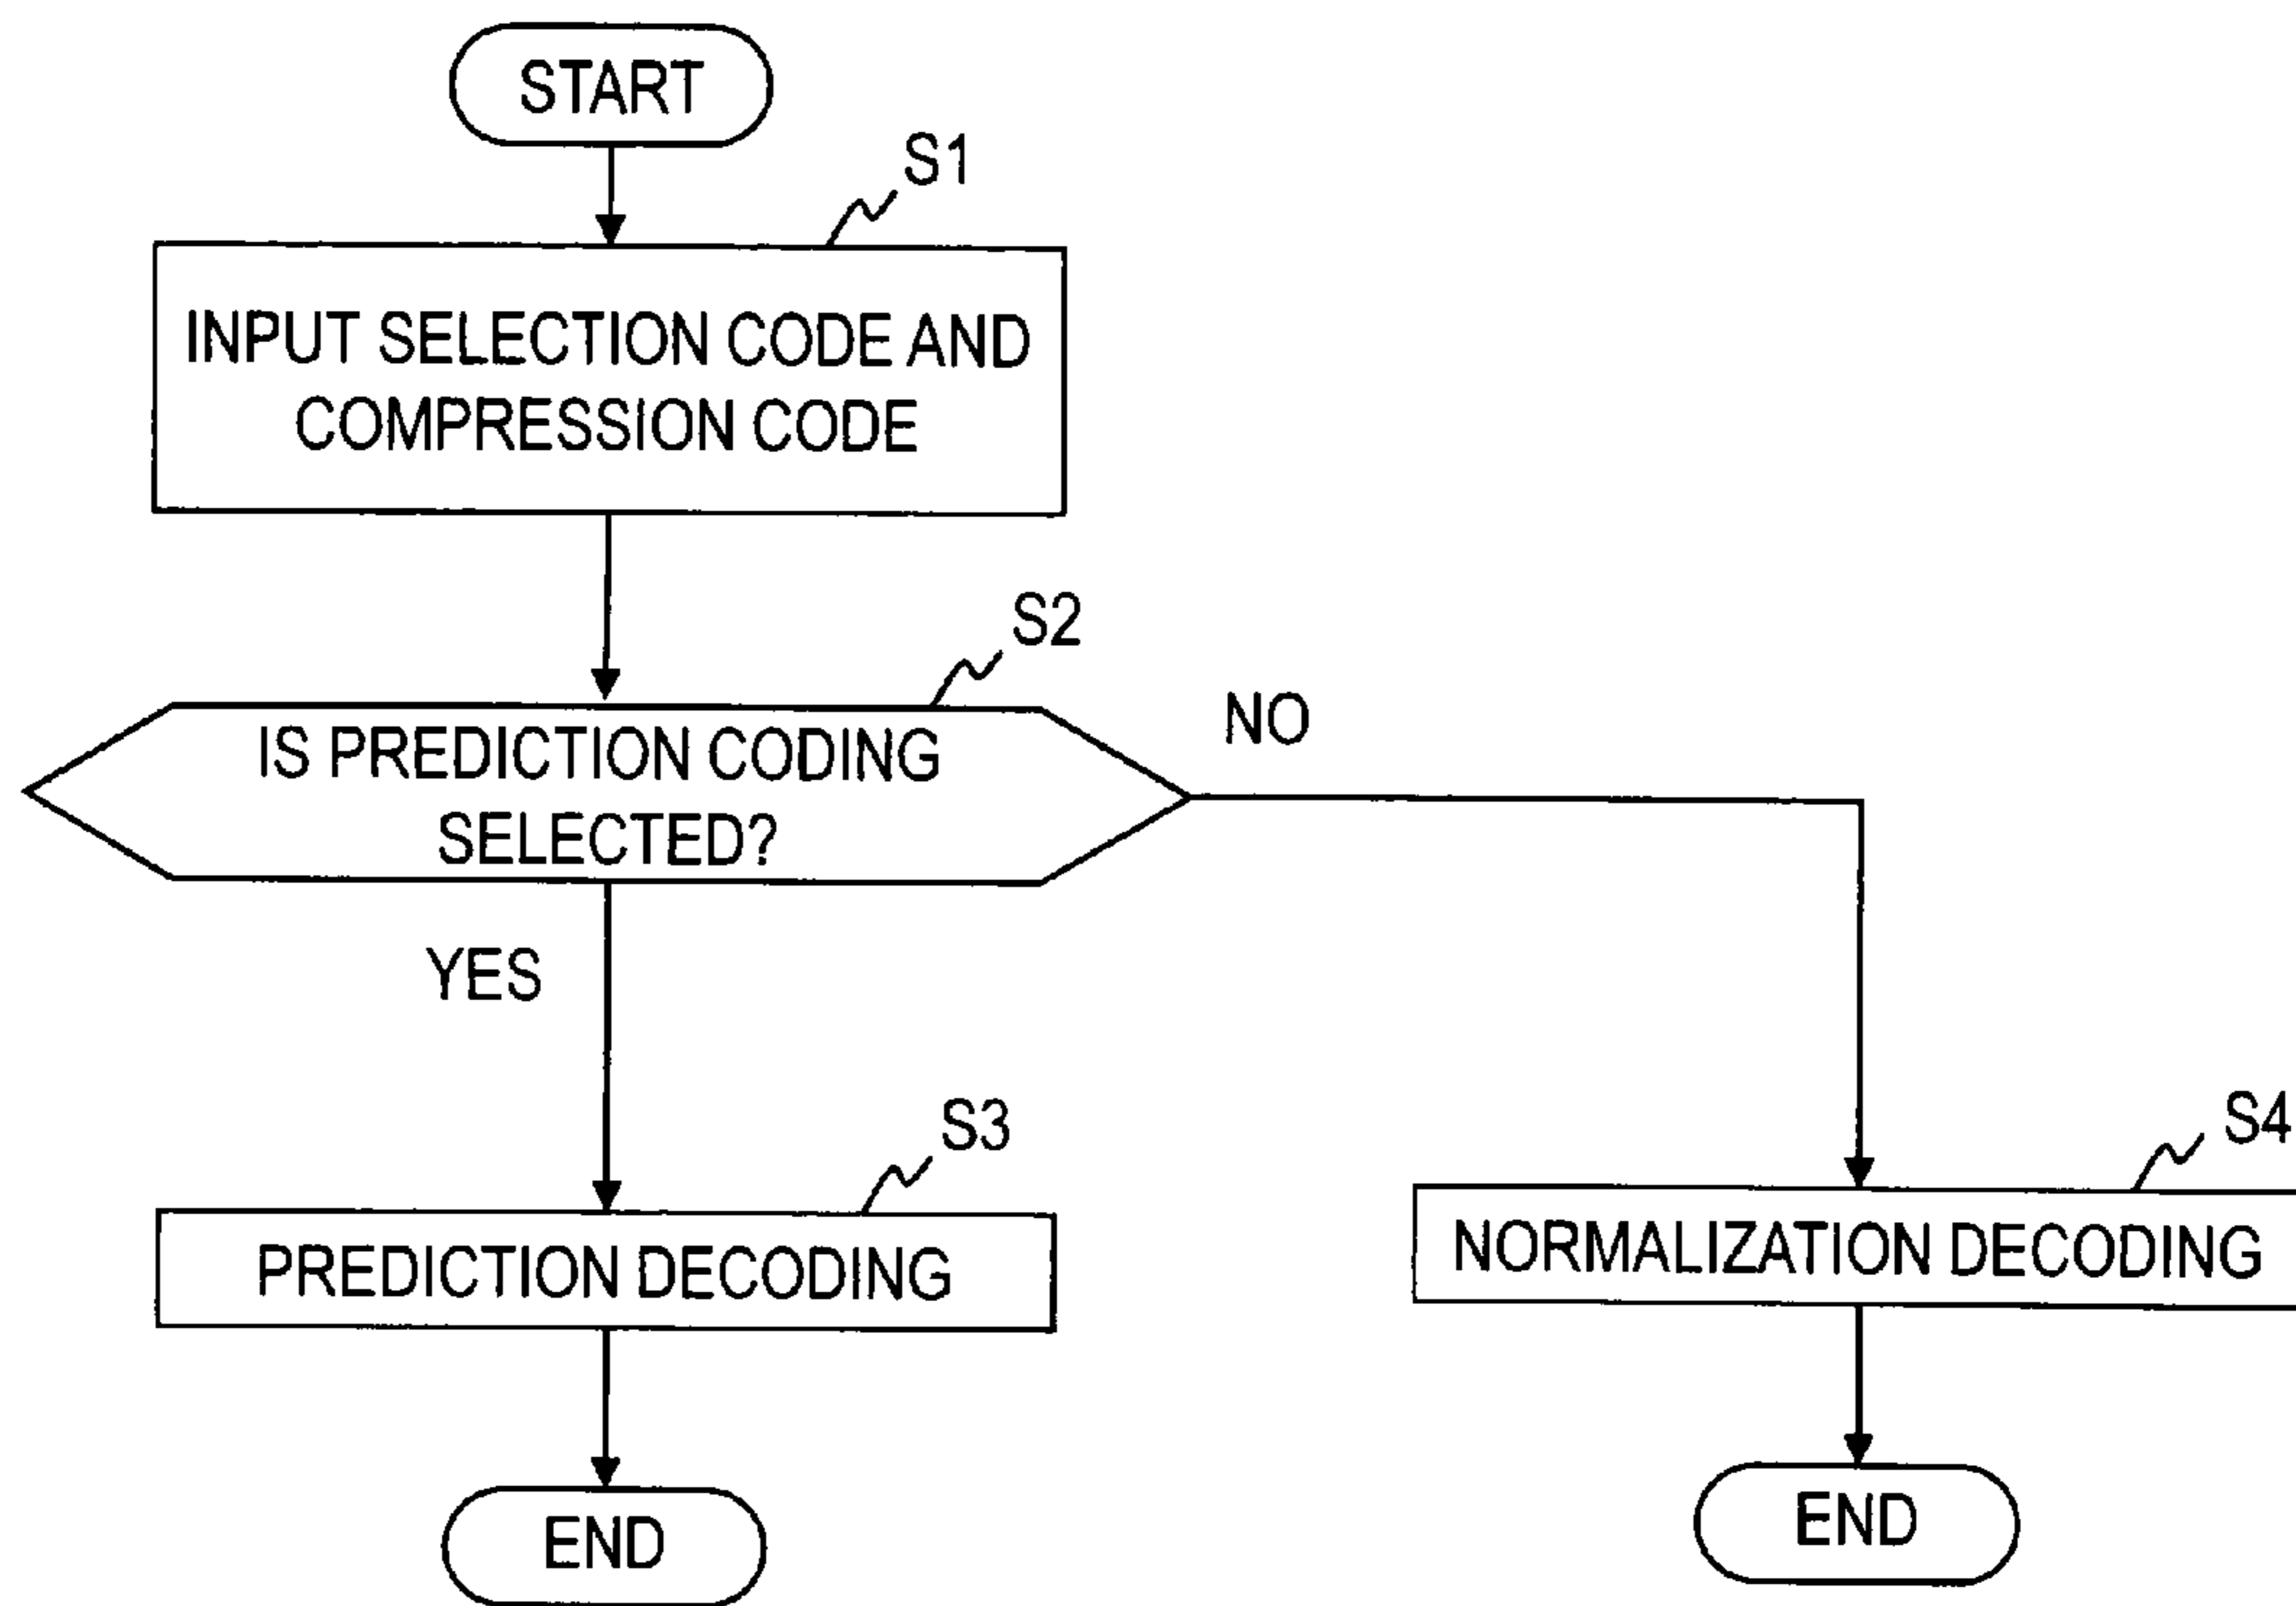 START
S1
INPUT SELECTION CODE AND
COMPRESSION CODE
S2
IS PREDICTION CODING
SELECTED?
NO
YES
S3
PREDICTION DECODING
S4
NORMALIZATION DECODING
END
END